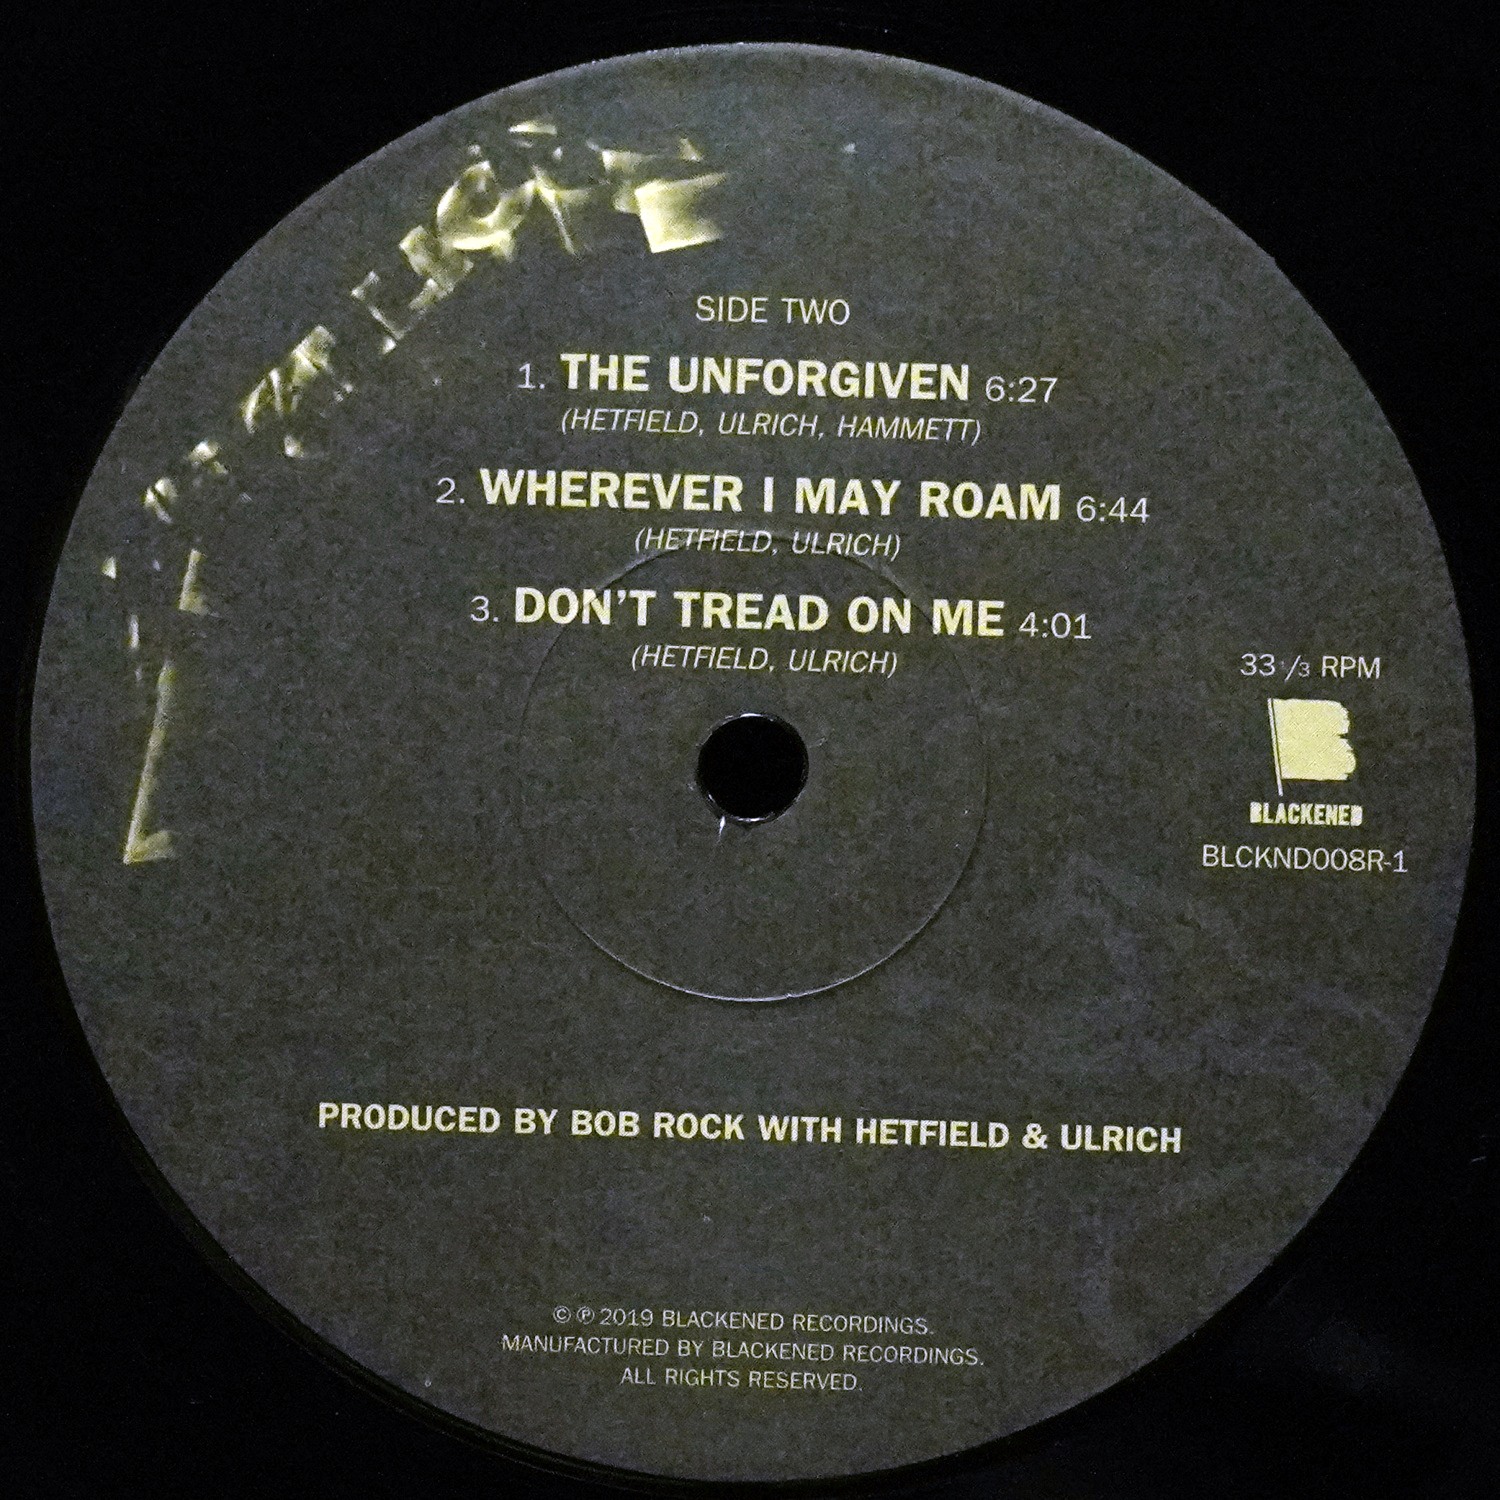 SIDE TWO
1. THE UNFORGIVEN 6:27
(HETFIELD, ULRICH, HAMMETT)
2. WHEREVER I MAY ROAM 6:44
(HETFIELD, ULRICH)
3. DON'T TREAD ON ME 4:01
(HETFIELD, ULRICH)
33 1/3 RPM
BLACKENED
BLCKND008R-1
PRODUCED BY BOB ROCK WITH HETFIELD & ULRICH
© ℗ 2019 BLACKENED RECORDINGS.
MANUFACTURED BY BLACKENED RECORDINGS.
ALL RIGHTS RESERVED.